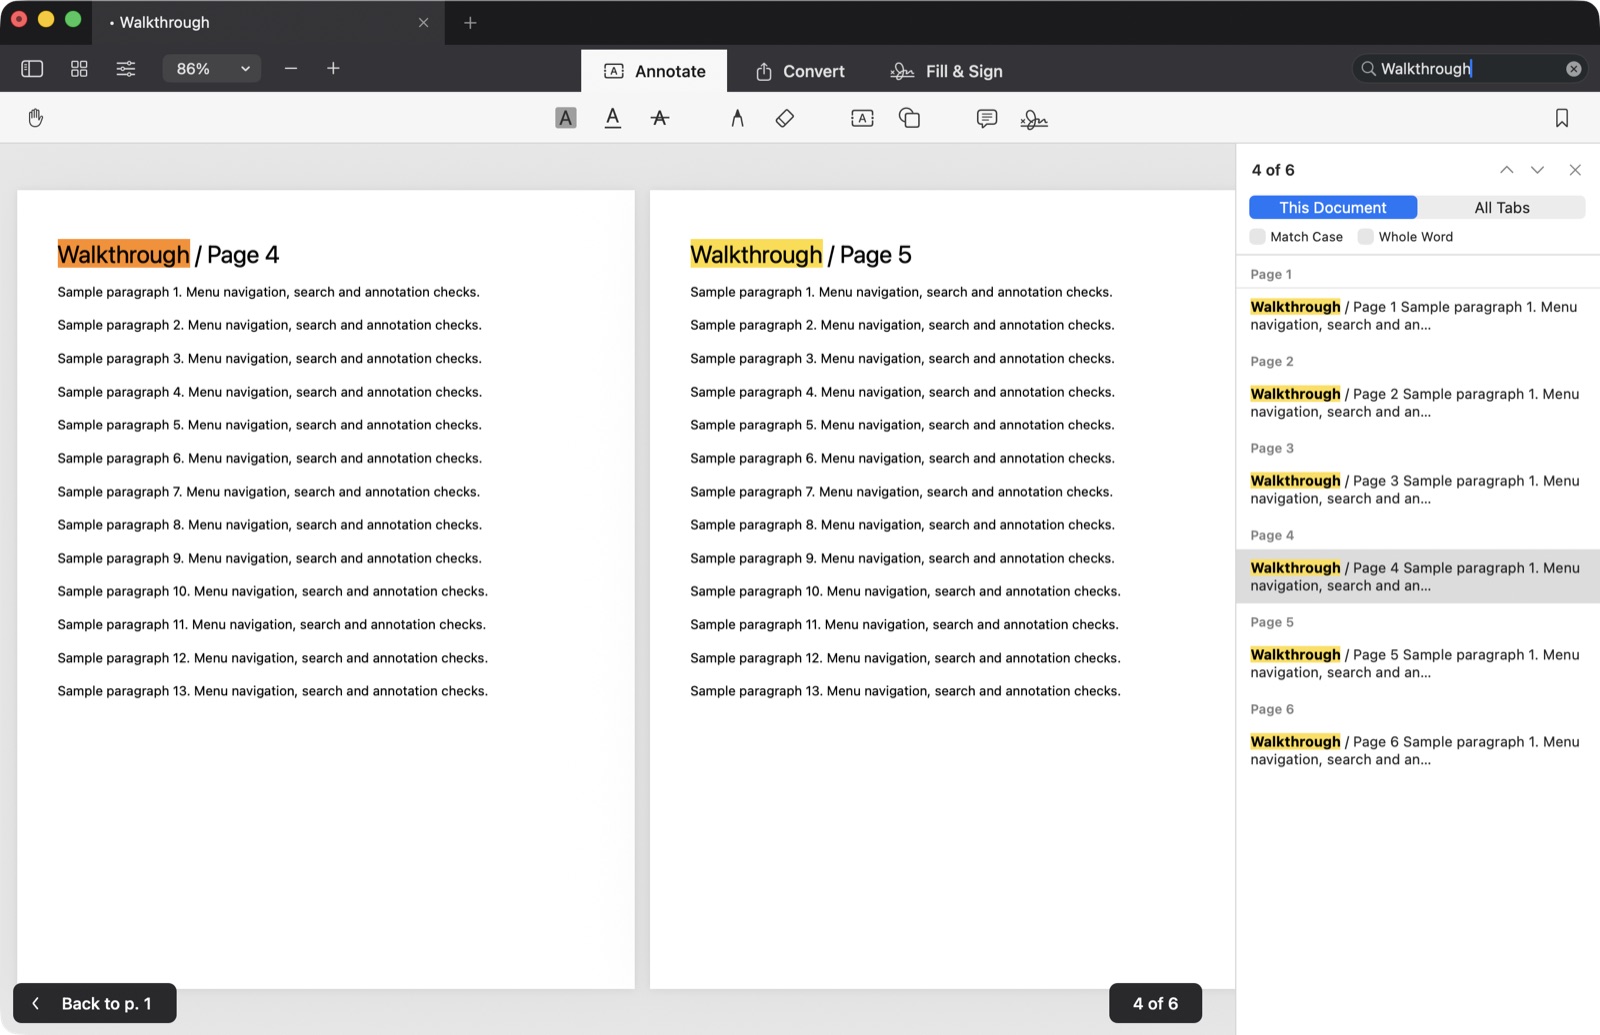 • Walkthrough
86%
Annotate
Convert
Fill & Sign
Walkthrough
Walkthrough / Page 4
Sample paragraph 1. Menu navigation, search and annotation checks.
Sample paragraph 2. Menu navigation, search and annotation checks.
Sample paragraph 3. Menu navigation, search and annotation checks.
Sample paragraph 4. Menu navigation, search and annotation checks.
Sample paragraph 5. Menu navigation, search and annotation checks.
Sample paragraph 6. Menu navigation, search and annotation checks.
Sample paragraph 7. Menu navigation, search and annotation checks.
Sample paragraph 8. Menu navigation, search and annotation checks.
Sample paragraph 9. Menu navigation, search and annotation checks.
Sample paragraph 10. Menu navigation, search and annotation checks.
Sample paragraph 11. Menu navigation, search and annotation checks.
Sample paragraph 12. Menu navigation, search and annotation checks.
Sample paragraph 13. Menu navigation, search and annotation checks.
Back to p. 1
Walkthrough / Page 5
Sample paragraph 1. Menu navigation, search and annotation checks.
Sample paragraph 2. Menu navigation, search and annotation checks.
Sample paragraph 3. Menu navigation, search and annotation checks.
Sample paragraph 4. Menu navigation, search and annotation checks.
Sample paragraph 5. Menu navigation, search and annotation checks.
Sample paragraph 6. Menu navigation, search and annotation checks.
Sample paragraph 7. Menu navigation, search and annotation checks.
Sample paragraph 8. Menu navigation, search and annotation checks.
Sample paragraph 9. Menu navigation, search and annotation checks.
Sample paragraph 10. Menu navigation, search and annotation checks.
Sample paragraph 11. Menu navigation, search and annotation checks.
Sample paragraph 12. Menu navigation, search and annotation checks.
Sample paragraph 13. Menu navigation, search and annotation checks.
4 of 6
4 of 6
This Document
All Tabs
Match Case
Whole Word
Page 1
Walkthrough / Page 1 Sample paragraph 1. Menu
navigation, search and an...
Page 2
Walkthrough / Page 2 Sample paragraph 1. Menu
navigation, search and an...
Page 3
Walkthrough / Page 3 Sample paragraph 1. Menu
navigation, search and an...
Page 4
Walkthrough / Page 4 Sample paragraph 1. Menu
navigation, search and an...
Page 5
Walkthrough / Page 5 Sample paragraph 1. Menu
navigation, search and an...
Page 6
Walkthrough / Page 6 Sample paragraph 1. Menu
navigation, search and an...